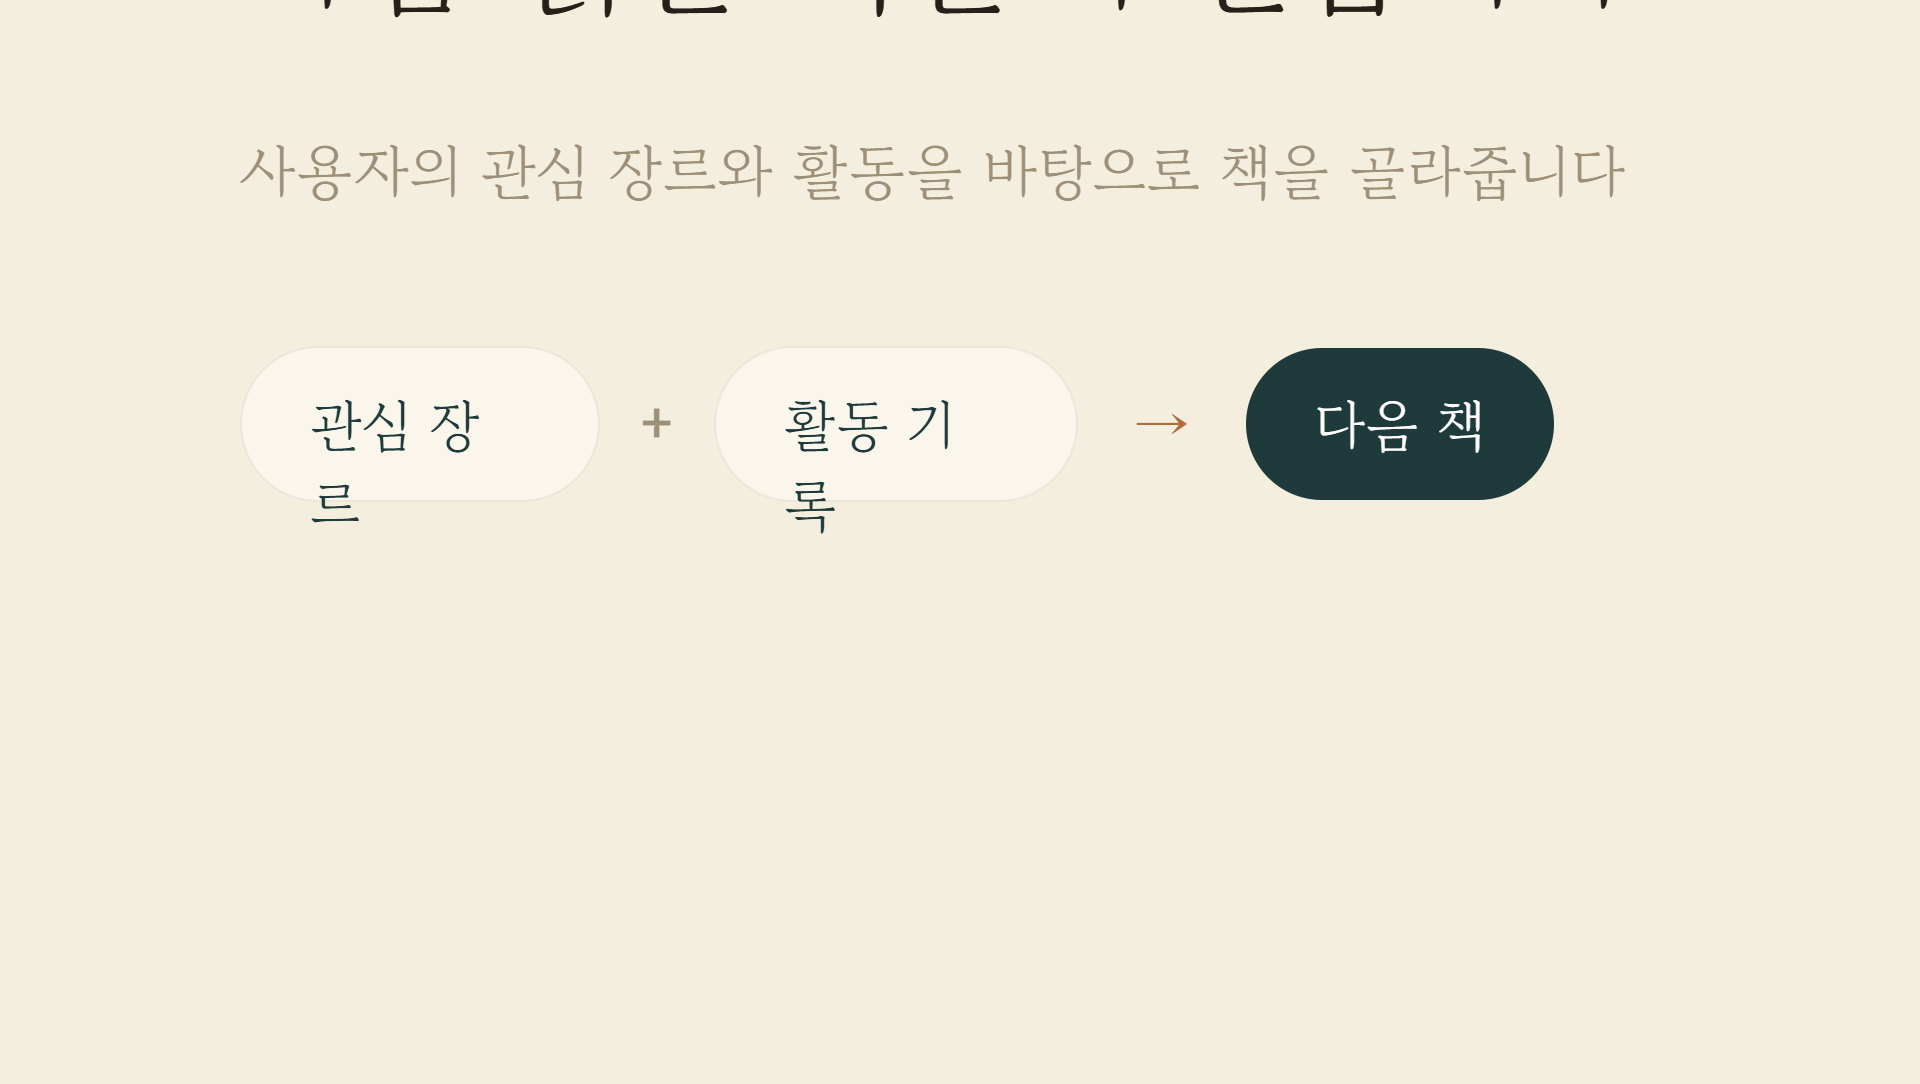 사용자의 관심 장르와 활동을 바탕으로 책을 골라줍니다
관심 장
르
+
활동 기
록
→
다음 책